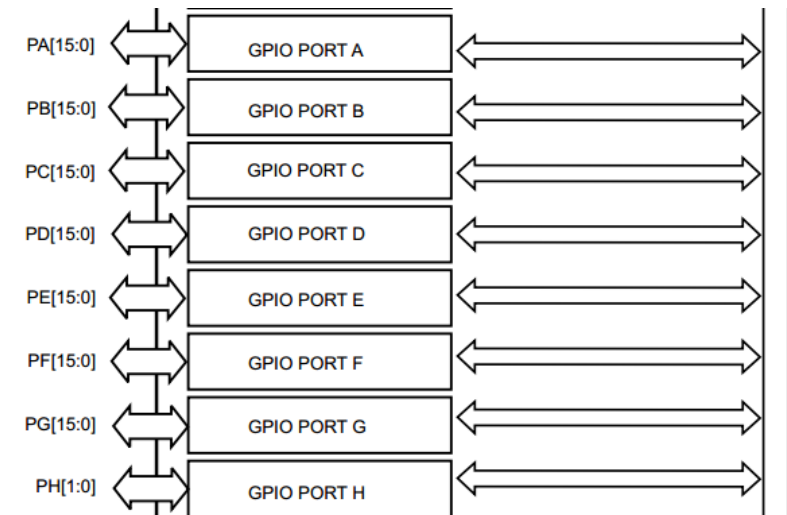 PA[15:0] GPIO PORT A
PB[15:0] GPIO PORT B
PC[15:0] GPIO PORT C
PD[15:0] GPIO PORT D
PE[15:0] GPIO PORT E
PF[15:0] GPIO PORT F
PG[15:0] GPIO PORT G
PH[1:0] GPIO PORT H